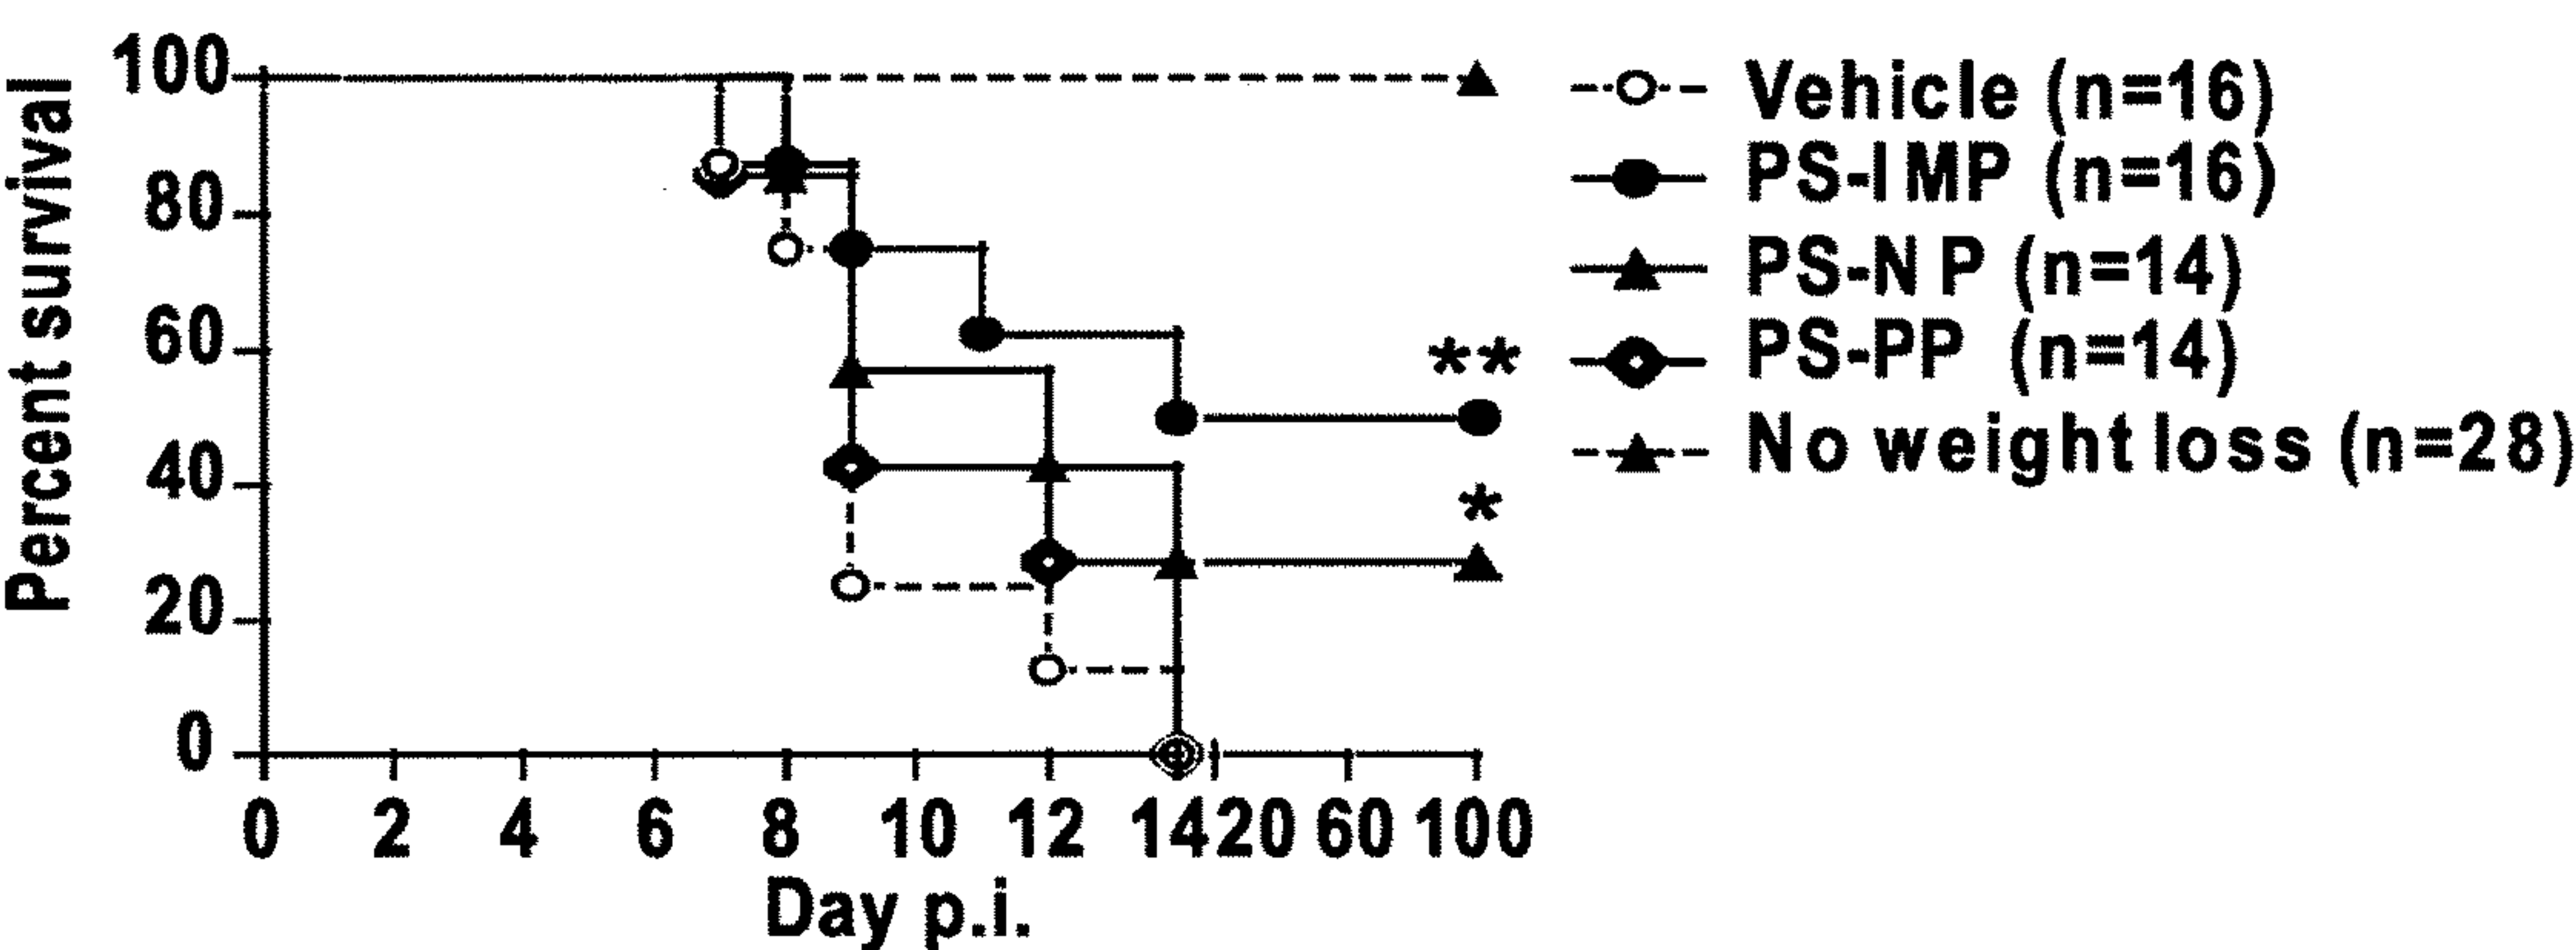 Percent survival
100
80
60
40
20
0
0 2 4 6 8 10 12 14 20 60 100
Day p.i.
**
*
Vehicle (n=16)
PS-IMP (n=16)
PS-NP (n=14)
PS-PP (n=14)
No weight loss (n=28)